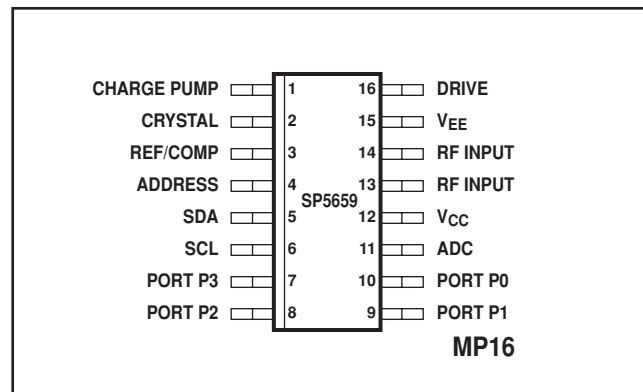 CHARGE PUMP 1 16 DRIVE
CRYSTAL 2 15 VEE
REF/COMP 3 14 RF INPUT
ADDRESS 4 13 RF INPUT
SP5659
SDA 5 12 VCC
SCL 6 11 ADC
PORT P3 7 10 PORT P0
PORT P2 8 9 PORT P1
MP16